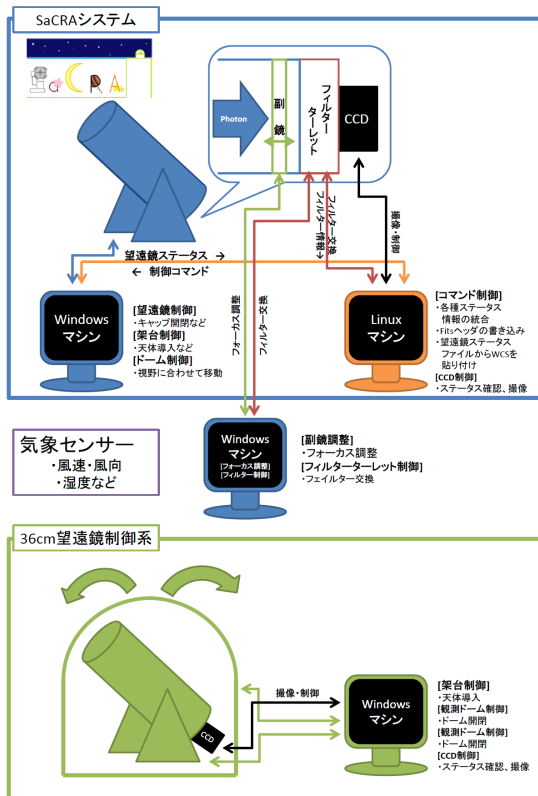 SaCRAシステム
SaCRA
Photon
副鏡
フィルターターレット
CCD
フィルター交換
フィルター情報→
撮像・制御
望遠鏡ステータス →
← 制御コマンド
フォーカス調整
フィルター交換
Windows
マシン
[望遠鏡制御]
・キャップ開閉など
[架台制御]
・天体導入など
[ドーム制御]
・視野に合わせて移動
Linux
マシン
[コマンド制御]
・各種ステータス
情報の統合
・Fitsヘッダの書き込み
・望遠鏡ステータス
ファイルからWCSを
貼り付け
[CCD制御]
・ステータス確認、撮像
気象センサー
・風速・風向
・湿度など
Windows
マシン
[フォーカス調整]
[フィルター制御]
[副鏡調整]
・フォーカス調整
[フィルターターレット制御]
・フェイルター交換
36cm望遠鏡制御系
CCD
撮像・制御
Windows
マシン
[架台制御]
・天体導入
[観測ドーム制御]
・ドーム開閉
[観測ドーム制御]
・ドーム開閉
[CCD制御]
・ステータス確認、撮像